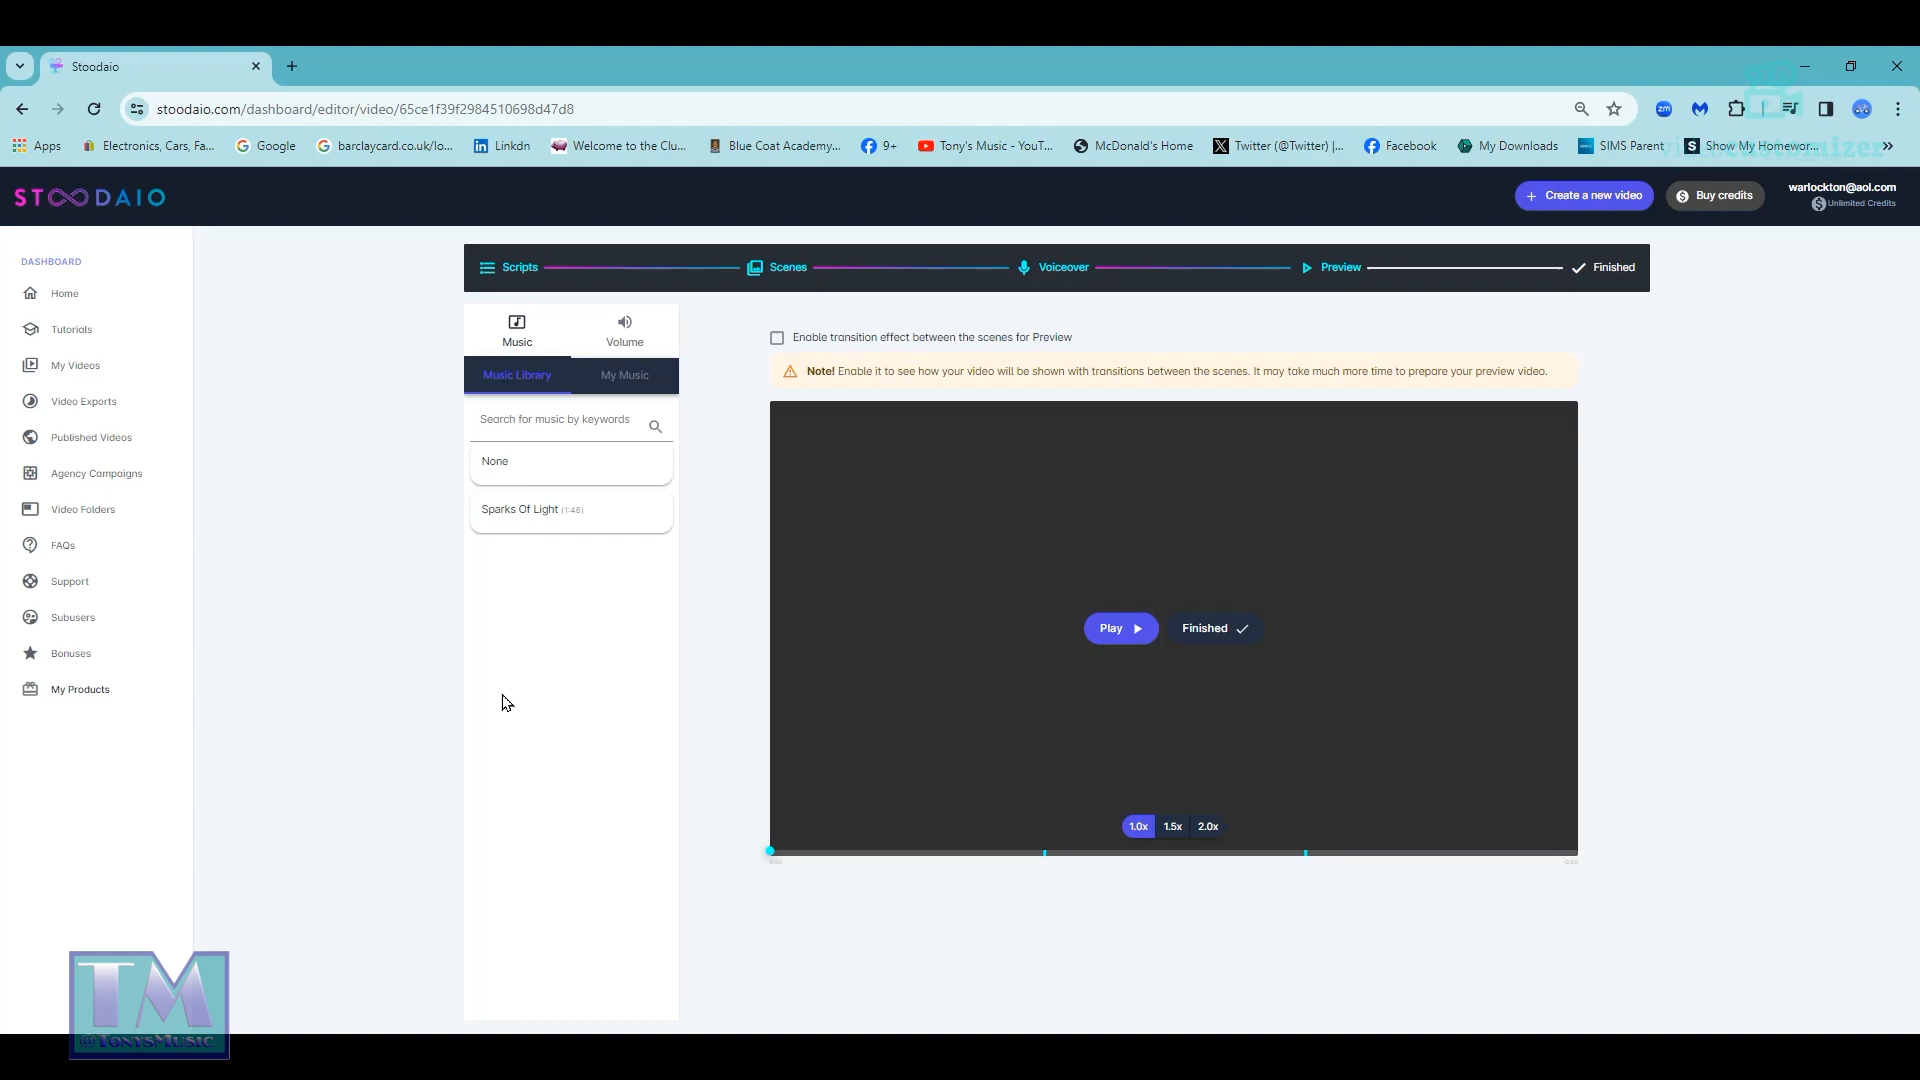 Stoodaio
stoodaio.com/dashboard/editor/video/65ce1f39f2984510698d47d8
zm
Apps
Electronics, Cars, Fa...
Google
barclaycard.co.uk/lo...
Linkdn
Welcome to the Clu...
Blue Coat Academy...
9+
Tony's Music - YouT...
McDonald's Home
Twitter (@Twitter) |...
Facebook
My Downloads
SIMS Parent
Show My Homewor...
STOODAIO
Create a new video
Buy credits
warlockton@aol.com
Unlimited Credits
DASHBOARD
Home
Tutorials
My Videos
Video Exports
Published Videos
Agency Campaigns
Video Folders
FAQs
Support
Subusers
Bonuses
My Products
Scripts
Scenes
Voiceover
Preview
Finished
Music
Volume
Music Library
My Music
Search for music by keywords
None
Sparks Of Light (1:46)
Enable transition effect between the scenes for Preview
Note! Enable it to see how your video will be shown with transitions between the scenes. It may take much more time to prepare your preview video.
Play
Finished
1.0x
1.5x
2.0x
0:00
TM
@TONYSMUSIC